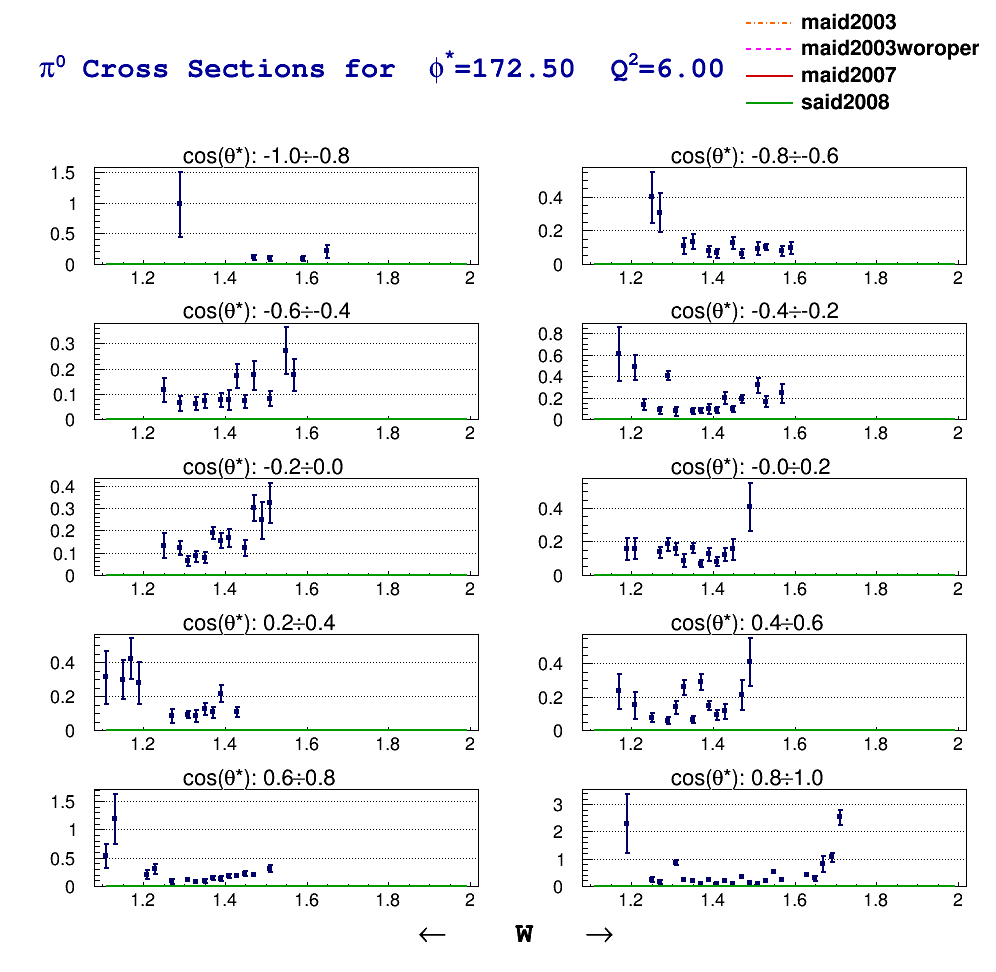 maid2003
maid2003woroper
maid2007
said2008
π⁰ Cross Sections for ϕ*=172.50 Q²=6.00
cos(θ*): -1.0÷-0.8
1.5
1
0.5
0
1.2 1.4 1.6 1.8 2
cos(θ*): -0.8÷-0.6
0.4
0.2
0
1.2 1.4 1.6 1.8 2
cos(θ*): -0.6÷-0.4
0.3
0.2
0.1
0
1.2 1.4 1.6 1.8 2
cos(θ*): -0.4÷-0.2
0.8
0.6
0.4
0.2
0
1.2 1.4 1.6 1.8 2
cos(θ*): -0.2÷0.0
0.4
0.3
0.2
0.1
0
1.2 1.4 1.6 1.8 2
cos(θ*): -0.0÷0.2
0.4
0.2
0
1.2 1.4 1.6 1.8 2
cos(θ*): 0.2÷0.4
0.4
0.2
0
1.2 1.4 1.6 1.8 2
cos(θ*): 0.4÷0.6
0.4
0.2
0
1.2 1.4 1.6 1.8 2
cos(θ*): 0.6÷0.8
1.5
1
0.5
0
1.2 1.4 1.6 1.8 2
cos(θ*): 0.8÷1.0
3
2
1
0
1.2 1.4 1.6 1.8 2
← W →